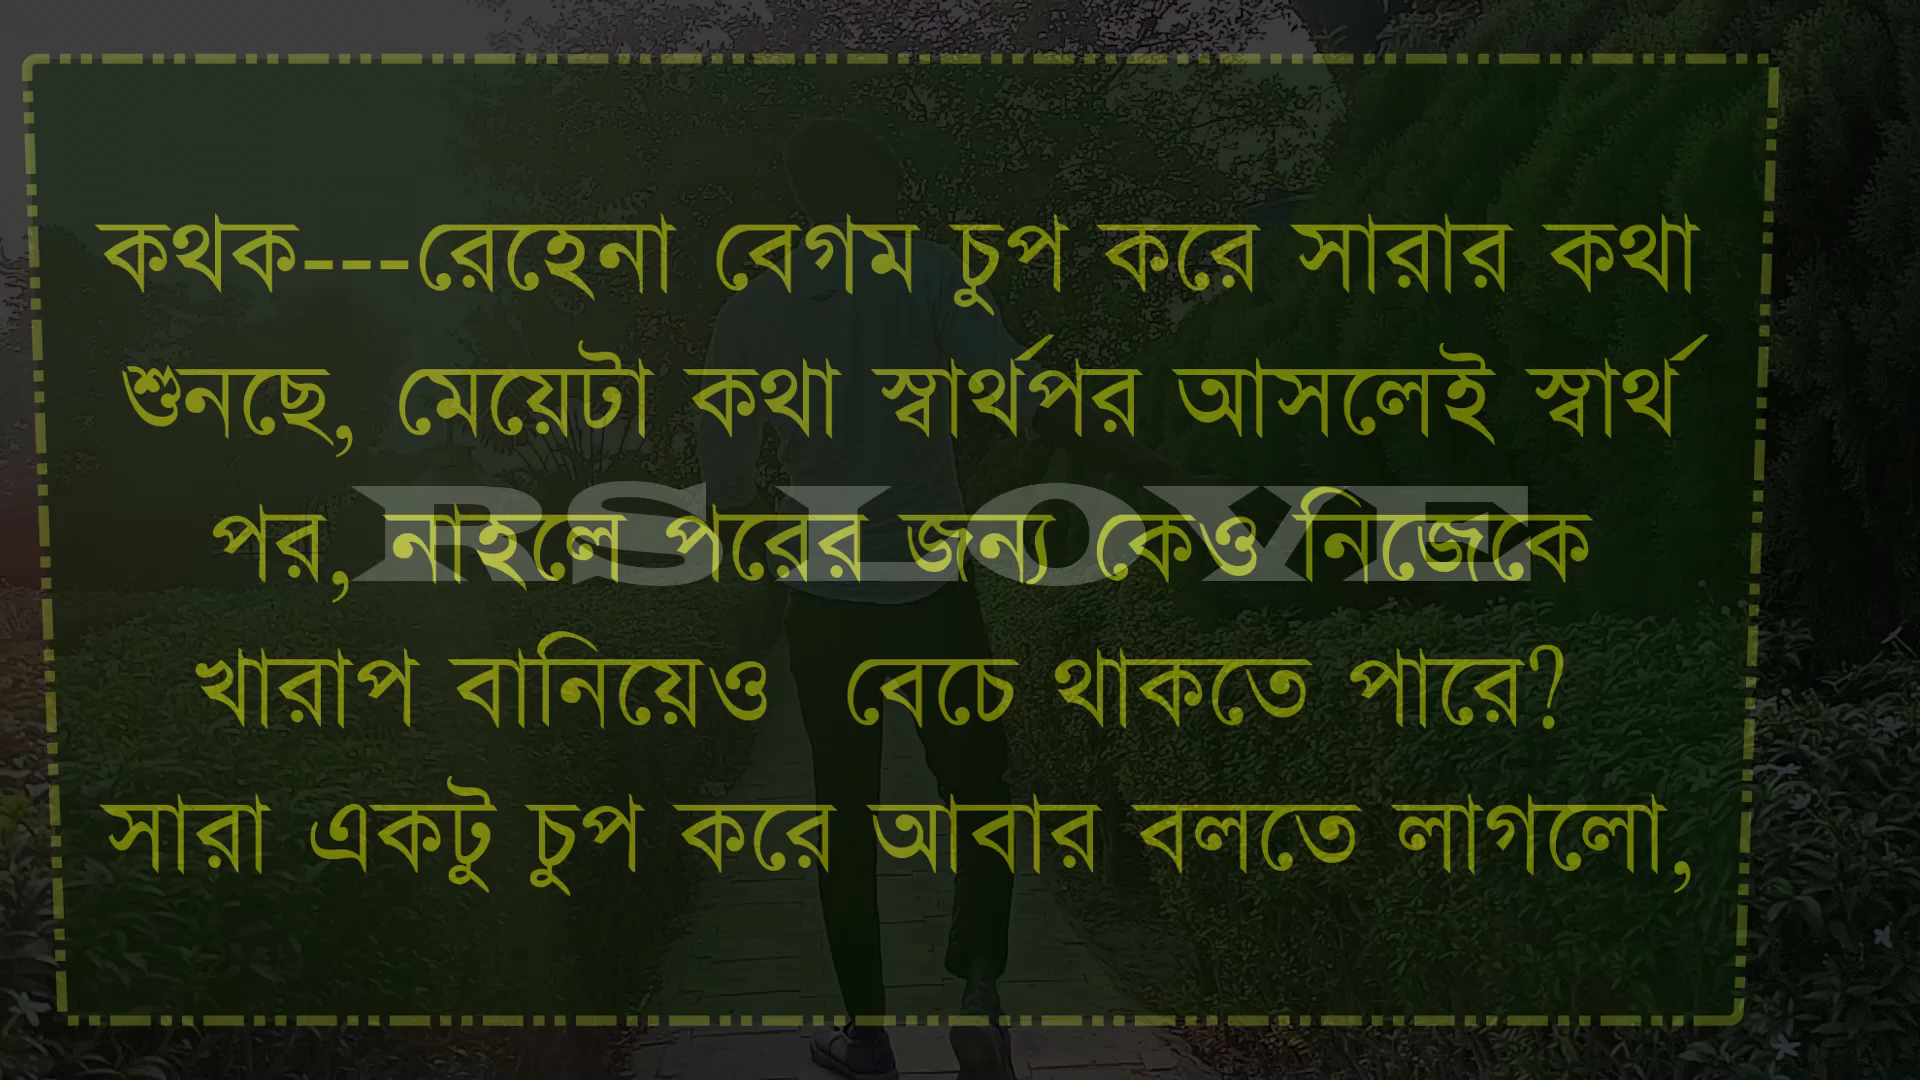 কথক---রেহেনা বেগম চুপ করে সারার কথা
শুনছে, মেয়েটা কথা স্বার্থপর আসলেই স্বার্থ
পর, নাহলে পরের জন্য কেও নিজেকে
RS LOVE
খারাপ বানিয়েও বেচে থাকতে পারে?
সারা একটু চুপ করে আবার বলতে লাগলো,